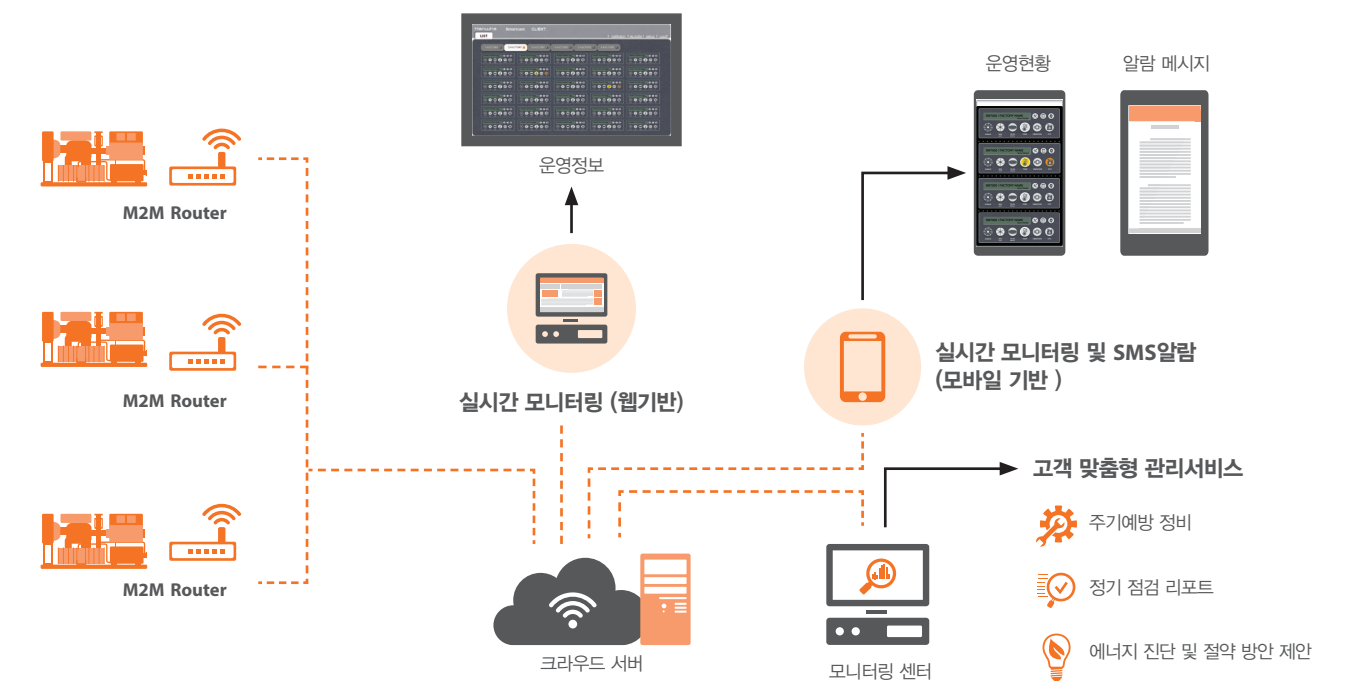 운영정보
운영현황
알람 메시지
M2M Router
M2M Router
M2M Router
실시간 모니터링 (웹기반)
실시간 모니터링 및 SMS알람
(모바일 기반 )
고객 맞춤형 관리서비스
주기예방 정비
정기 점검 리포트
에너지 진단 및 절약 방안 제안
크라우드 서버
모니터링 센터
LIST
CLIENT